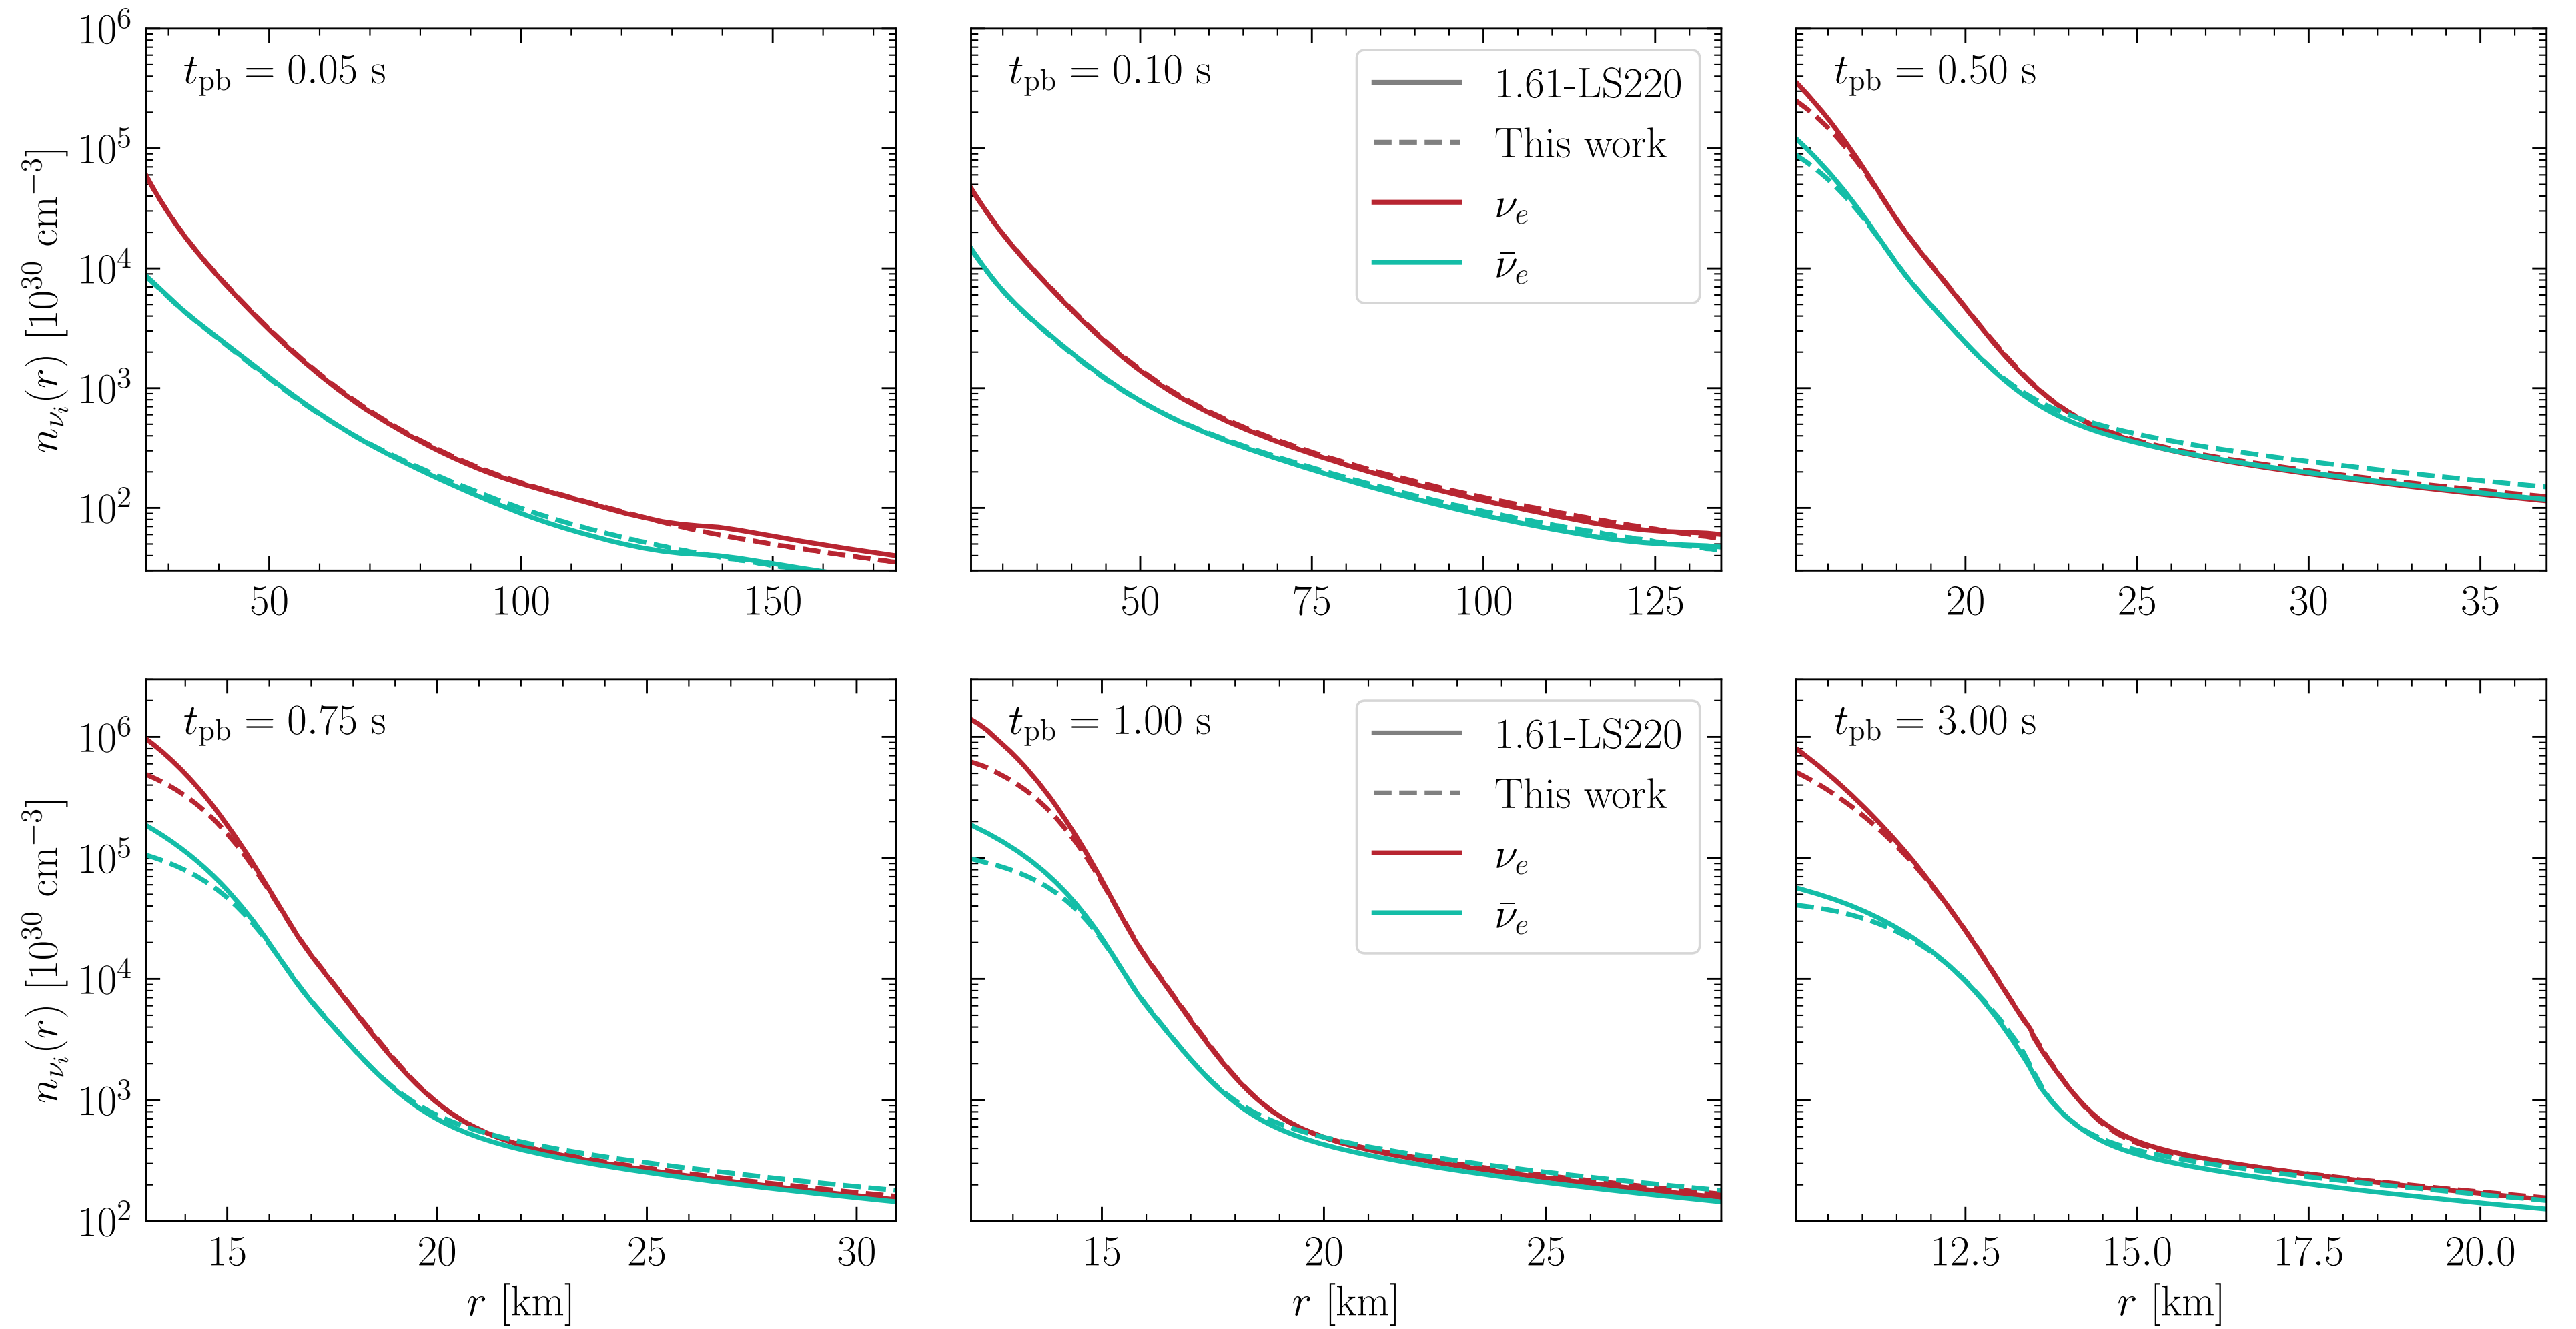 t_pb = 0.05 s
t_pb = 0.10 s
t_pb = 0.50 s
1.61-LS220
This work
ν_e
ν̄_e
n_{ν_i}(r) [10^30 cm^−3]
10^6
10^5
10^4
10^3
10^2
50 100 150
50 75 100 125
20 25 30 35
t_pb = 0.75 s
t_pb = 1.00 s
t_pb = 3.00 s
1.61-LS220
This work
ν_e
ν̄_e
n_{ν_i}(r) [10^30 cm^−3]
10^6
10^5
10^4
10^3
10^2
15 20 25 30
15 20 25
12.5 15.0 17.5 20.0
r [km]
r [km]
r [km]